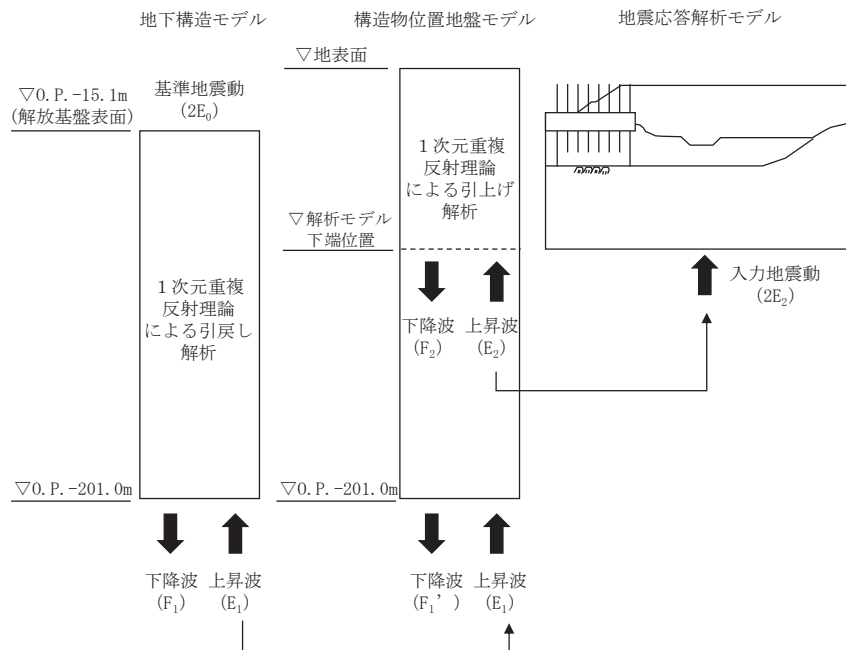 地下構造モデル
▽O.P.-15.1m
(解放基盤表面)
基準地震動
(2E₀)
1次元重複
反射理論
による引戻し
解析
▽O.P.-201.0m
下降波
(F₁)
上昇波
(E₁)
構造物位置地盤モデル
▽地表面
1次元重複
反射理論
による引上げ
解析
▽解析モデル
下端位置
下降波
(F₂)
上昇波
(E₂)
▽O.P.-201.0m
下降波
(F₁’)
上昇波
(E₁)
地震応答解析モデル
入力地震動
(2E₂)